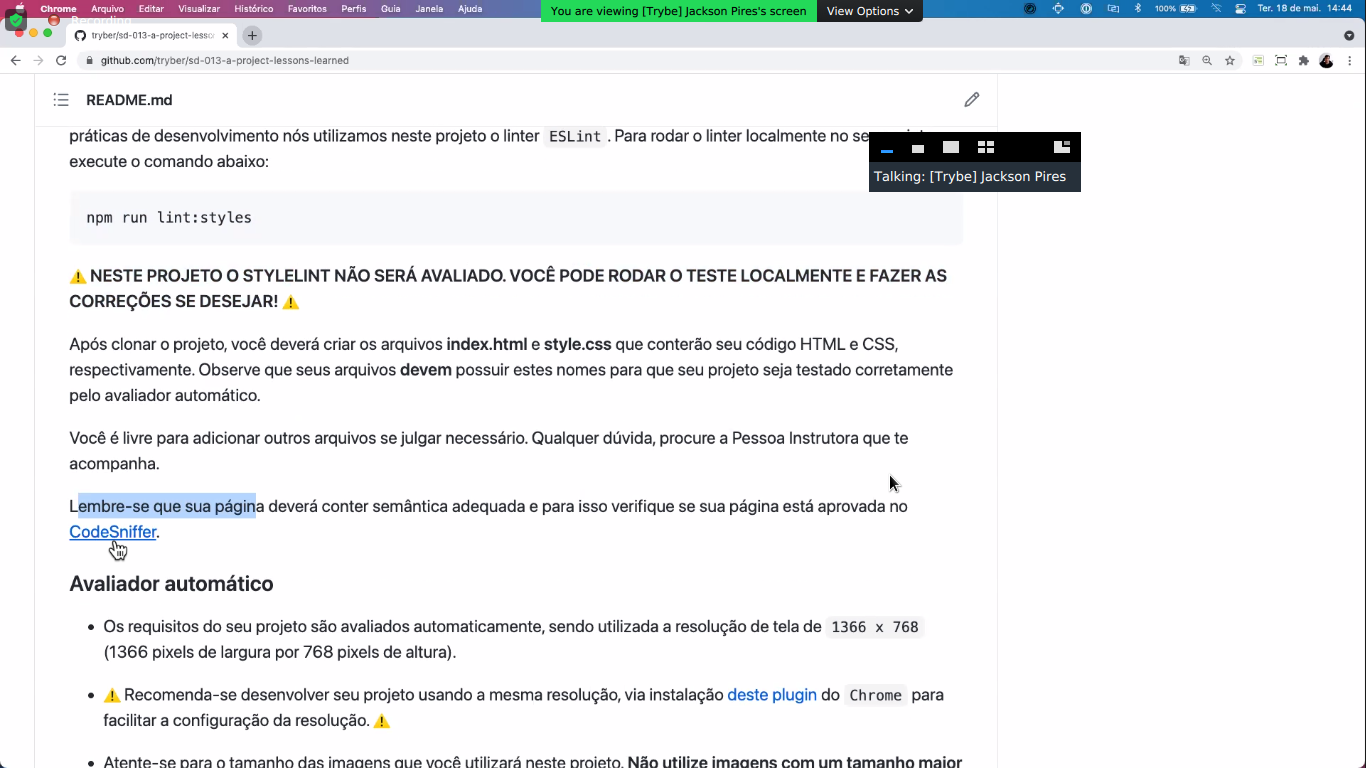 Chrome Arquivo Editar Visualizar Histórico Favoritos Perfis Guia Janela Ajuda
You are viewing [Trybe] Jackson Pires's screen View Options
100% Ter. 18 de mai. 14:44
Recording
tryber/sd-013-a-project-lesso
github.com/tryber/sd-013-a-project-lessons-learned
README.md
práticas de desenvolvimento nós utilizamos neste projeto o linter ESLint. Para rodar o linter localmente no
execute o comando abaixo:
Talking: [Trybe] Jackson Pires
npm run lint:styles
⚠️ NESTE PROJETO O STYLELINT NÃO SERÁ AVALIADO. VOCÊ PODE RODAR O TESTE LOCALMENTE E FAZER AS
CORREÇÕES SE DESEJAR! ⚠️
Após clonar o projeto, você deverá criar os arquivos index.html e style.css que conterão seu código HTML e CSS,
respectivamente. Observe que seus arquivos devem possuir estes nomes para que seu projeto seja testado corretamente
pelo avaliador automático.
Você é livre para adicionar outros arquivos se julgar necessário. Qualquer dúvida, procure a Pessoa Instrutora que te
acompanha.
Lembre-se que sua página deverá conter semântica adequada e para isso verifique se sua página está aprovada no
CodeSniffer.
Avaliador automático
• Os requisitos do seu projeto são avaliados automaticamente, sendo utilizada a resolução de tela de 1366 x 768
(1366 pixels de largura por 768 pixels de altura).
• ⚠️ Recomenda-se desenvolver seu projeto usando a mesma resolução, via instalação deste plugin do Chrome para
facilitar a configuração da resolução. ⚠️
• Atente-se para o tamanho das imagens que você utilizará neste projeto. Não utilize imagens com um tamanho maior